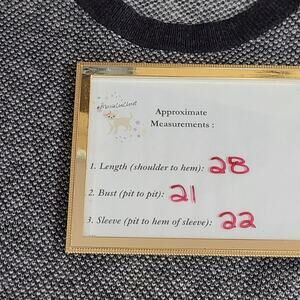 Approximate
Measurements :
1. Length (shoulder to hem): 28
2. Bust (pit to pit): 21
3. Sleeve (pit to hem of sleeve): 22